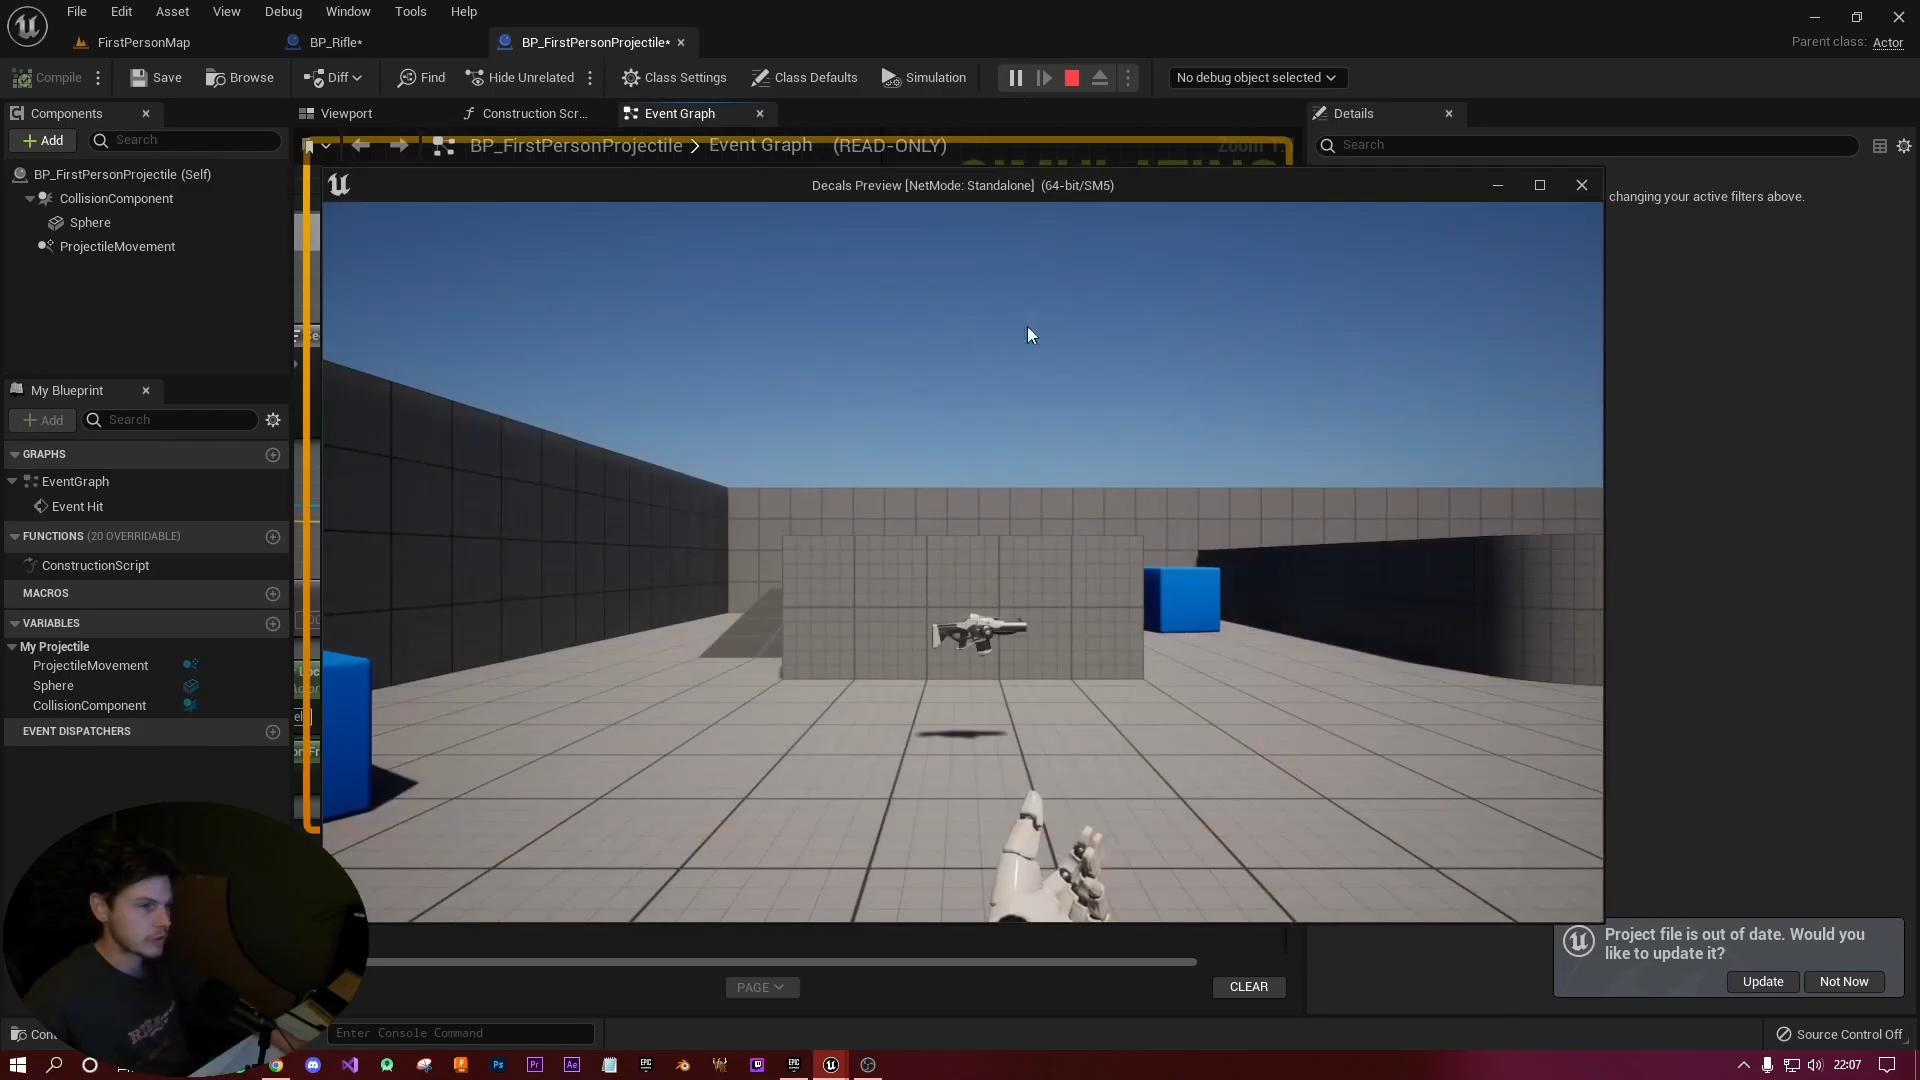 File Edit Asset View Debug Window Tools Help
FirstPersonMap BP_Rifle* BP_FirstPersonProjectile*
Parent class: Actor
Compile Save Browse Diff Find Hide Unrelated Class Settings Class Defaults Simulation No debug object selected
Components Viewport Construction Scr... Event Graph Details
Add Search
BP_FirstPersonProjectile > Event Graph (READ-ONLY)
Search
SIMULATING
BP_FirstPersonProjectile (Self)
Decals Preview [NetMode: Standalone] (64-bit/SM5)
CollisionComponent
changing your active filters above.
Sphere
ProjectileMovement
My Blueprint
Add Search
GRAPHS
EventGraph
Event Hit
FUNCTIONS (20 OVERRIDABLE)
ConstructionScript
MACROS
VARIABLES
My Projectile
ProjectileMovement
Sphere
CollisionComponent
EVENT DISPATCHERS
Project file is out of date. Would you
like to update it?
Update Not Now
PAGE CLEAR
Enter Console Command
Source Control Off
Ps Pr Ae
22:07